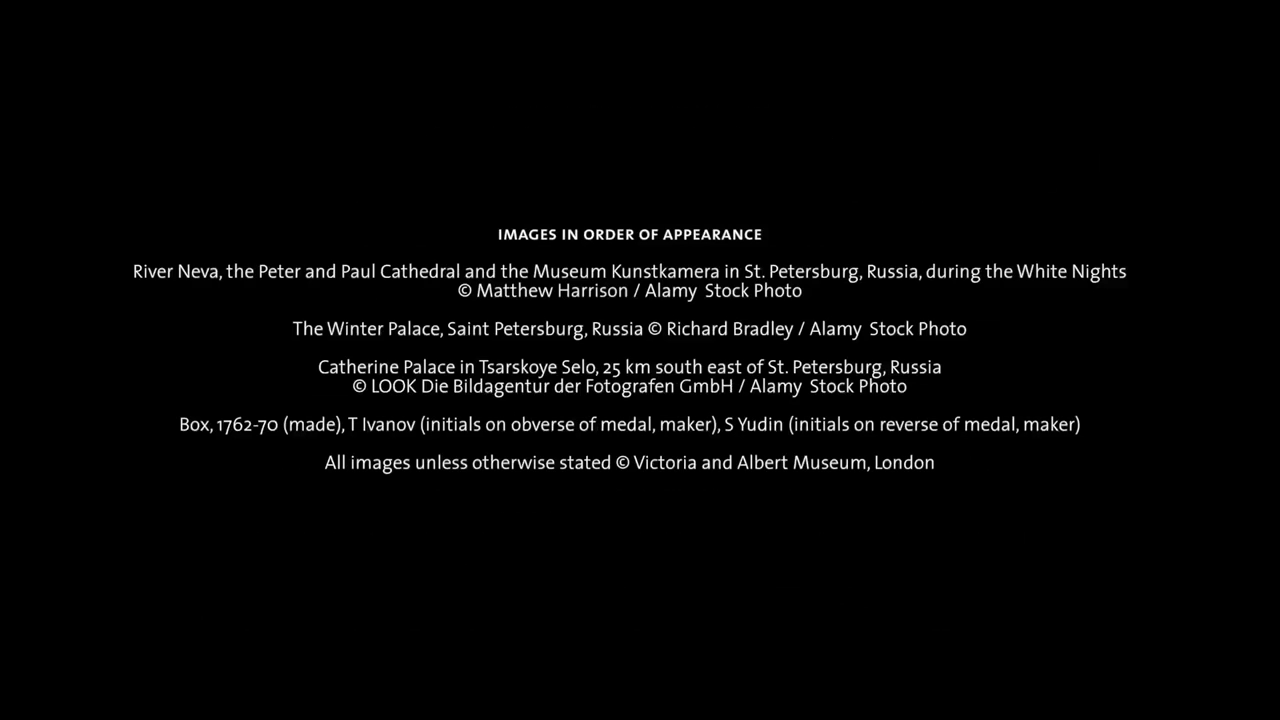 IMAGES IN ORDER OF APPEARANCE
River Neva, the Peter and Paul Cathedral and the Museum Kunstkamera in St. Petersburg, Russia, during the White Nights
© Matthew Harrison / Alamy Stock Photo
The Winter Palace, Saint Petersburg, Russia © Richard Bradley / Alamy Stock Photo
Catherine Palace in Tsarskoye Selo, 25 km south east of St. Petersburg, Russia
© LOOK Die Bildagentur der Fotografen GmbH / Alamy Stock Photo
Box, 1762-70 (made), T Ivanov (initials on obverse of medal, maker), S Yudin (initials on reverse of medal, maker)
All images unless otherwise stated © Victoria and Albert Museum, London